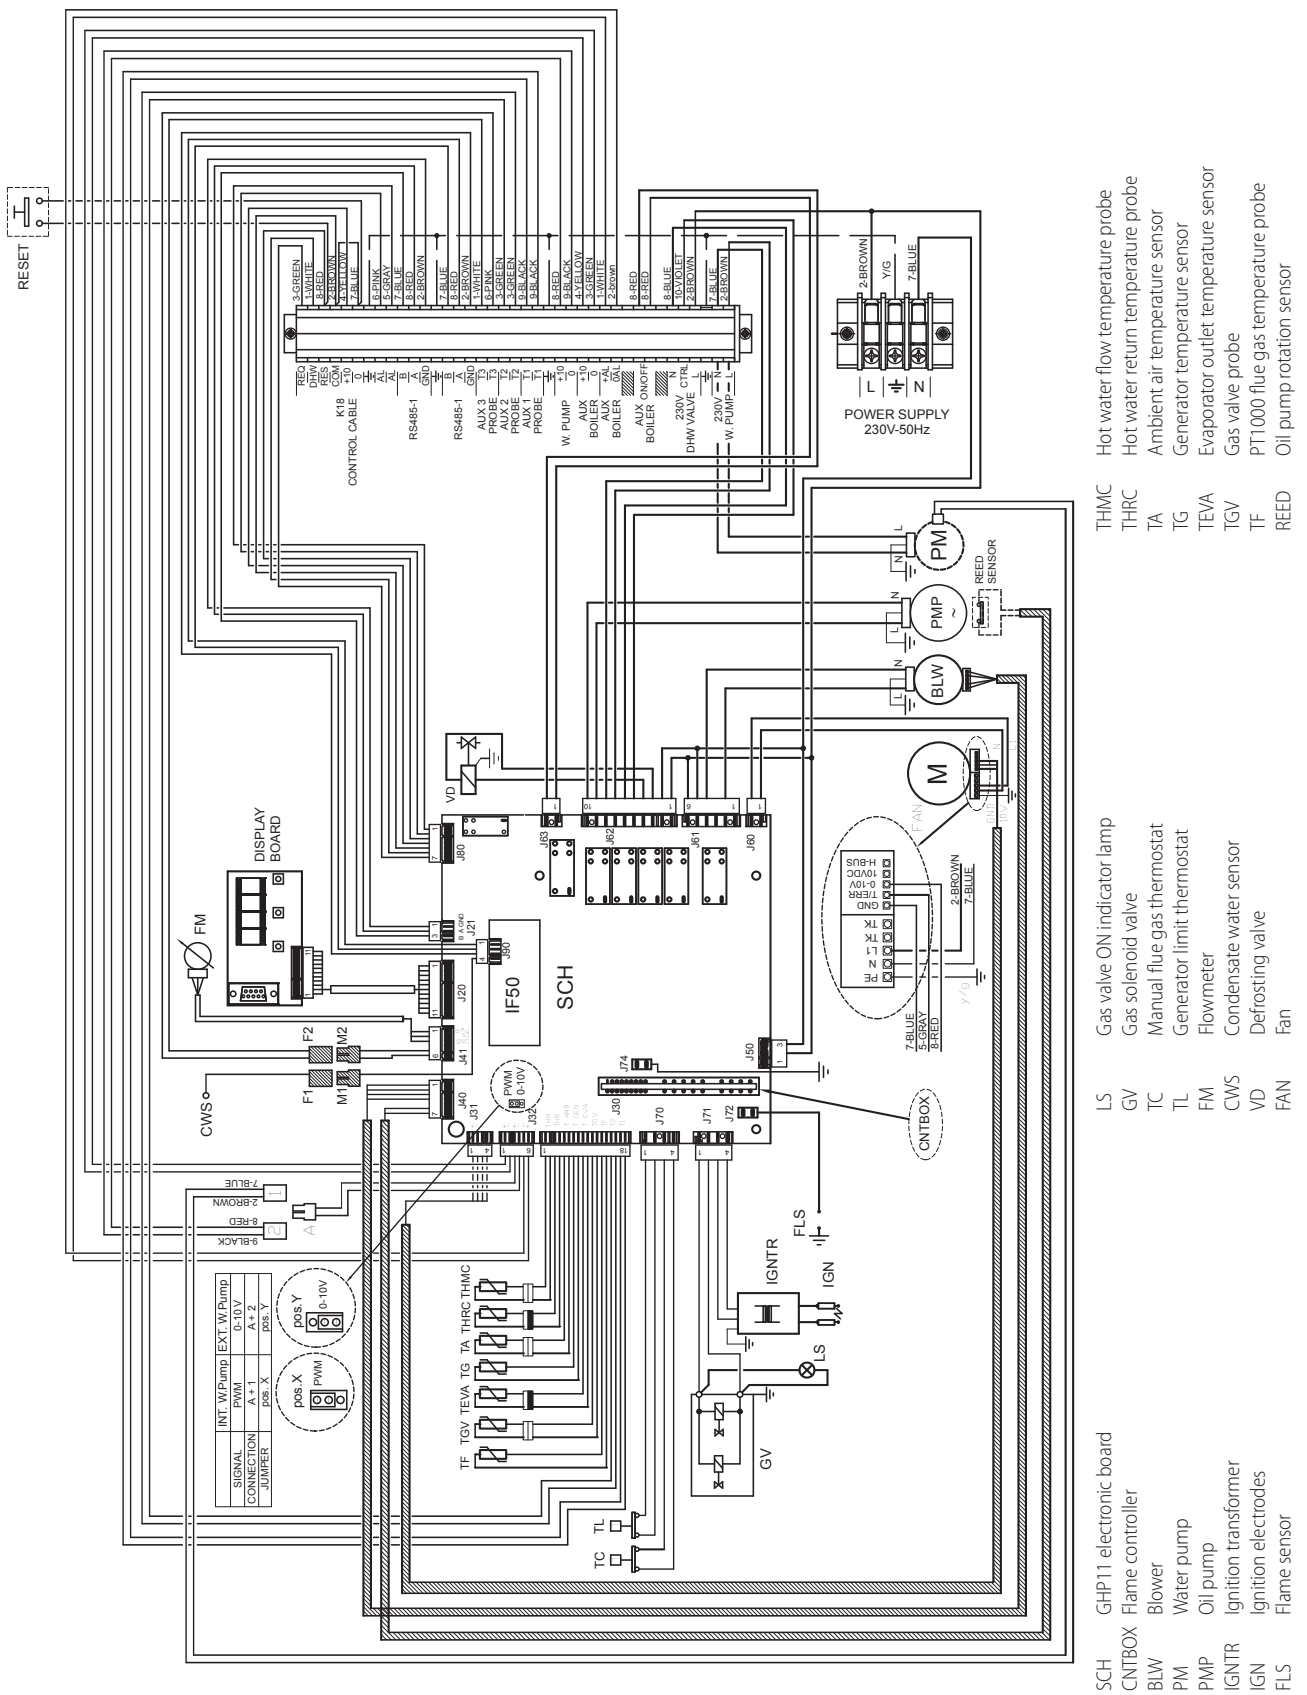 RESET
3-GREEN
1-WHITE
8-RED
2-BROWN
4-YELLOW
7-BLUE
6-PINK
5-GRAY
7-BLUE
8-RED
2-BROWN
7-BLUE
8-RED
2-BROWN
1-WHITE
6-PINK
3-GREEN
3-GREEN
9-BLACK
9-BLACK
8-RED
9-BLACK
4-YELLOW
3-GREEN
1-WHITE
2-brown
8-RED
8-RED
8-BLUE
10-VIOLET
2-BROWN
7-BLUE
2-BROWN
REQ
DHW
RES
COM
+10
0
AL
AL
B
A
GND
B
A
GND
T3
T3
T2
T2
T1
T1
+10
0
+10
0
+AL
0AL
ON/OFF
N
CTRL
L
N
L
K18
CONTROL CABLE
RS485-1
RS485-1
AUX 3
PROBE
AUX 2
PROBE
AUX 1
PROBE
W. PUMP
AUX
BOILER
AUX
BOILER
AUX
BOILER
230V
DHW VALVE
230V
W. PUMP
2-BROWN
Y/G
7-BLUE
L
N
POWER SUPPLY
230V-50Hz
DISPLAY
BOARD
1
11
FM
F2
M2
F1
M1
CWS
VD
J80
J21
B A GND
J90
J20
J41
J40
J31
J32
J30
J70
J71
J72
J74
J50
J60
J61
J62
J63
IF50
SCH
PWM
0-10V
CNTBOX
7-BLUE
2-BROWN
8-RED
9-BLACK
1
2
A
INT. W.Pump
EXT. W.Pump
SIGNAL
PWM
0-10 V
CONNECTION
A + 1
A + 2
JUMPER
pos. X
pos. Y
pos.X
PWM
pos.Y
0-10V
THMC
THRC
TA
TG
TEVA
TGV
TF
TL
TC
GV
LS
IGN
IGNTR
FLS
L
N
PM
L
N
PMP
~
REED
SENSOR
L
N
BLW
M
FAN
N
L1
GND
10V
H-BUS
10VDC
0-10V
T/ERR
GND
TK
TK
L1
N
PE
y/g
7-BLUE
5-GRAY
8-RED
2-BROWN
7-BLUE
SCH GHP11 electronic board
CNTBOX Flame controller
BLW Blower
PM Water pump
PMP Oil pump
IGNTR Ignition transformer
IGN Ignition electrodes
FLS Flame sensor
LS Gas valve ON indicator lamp
GV Gas solenoid valve
TC Manual flue gas thermostat
TL Generator limit thermostat
FM Flowmeter
CWS Condensate water sensor
VD Defrosting valve
FAN Fan
THMC Hot water flow temperature probe
THRC Hot water return temperature probe
TA Ambient air temperature sensor
TG Generator temperature sensor
TEVA Evaporator outlet temperature sensor
TGV Gas valve probe
TF PT1000 flue gas temperature probe
REED Oil pump rotation sensor